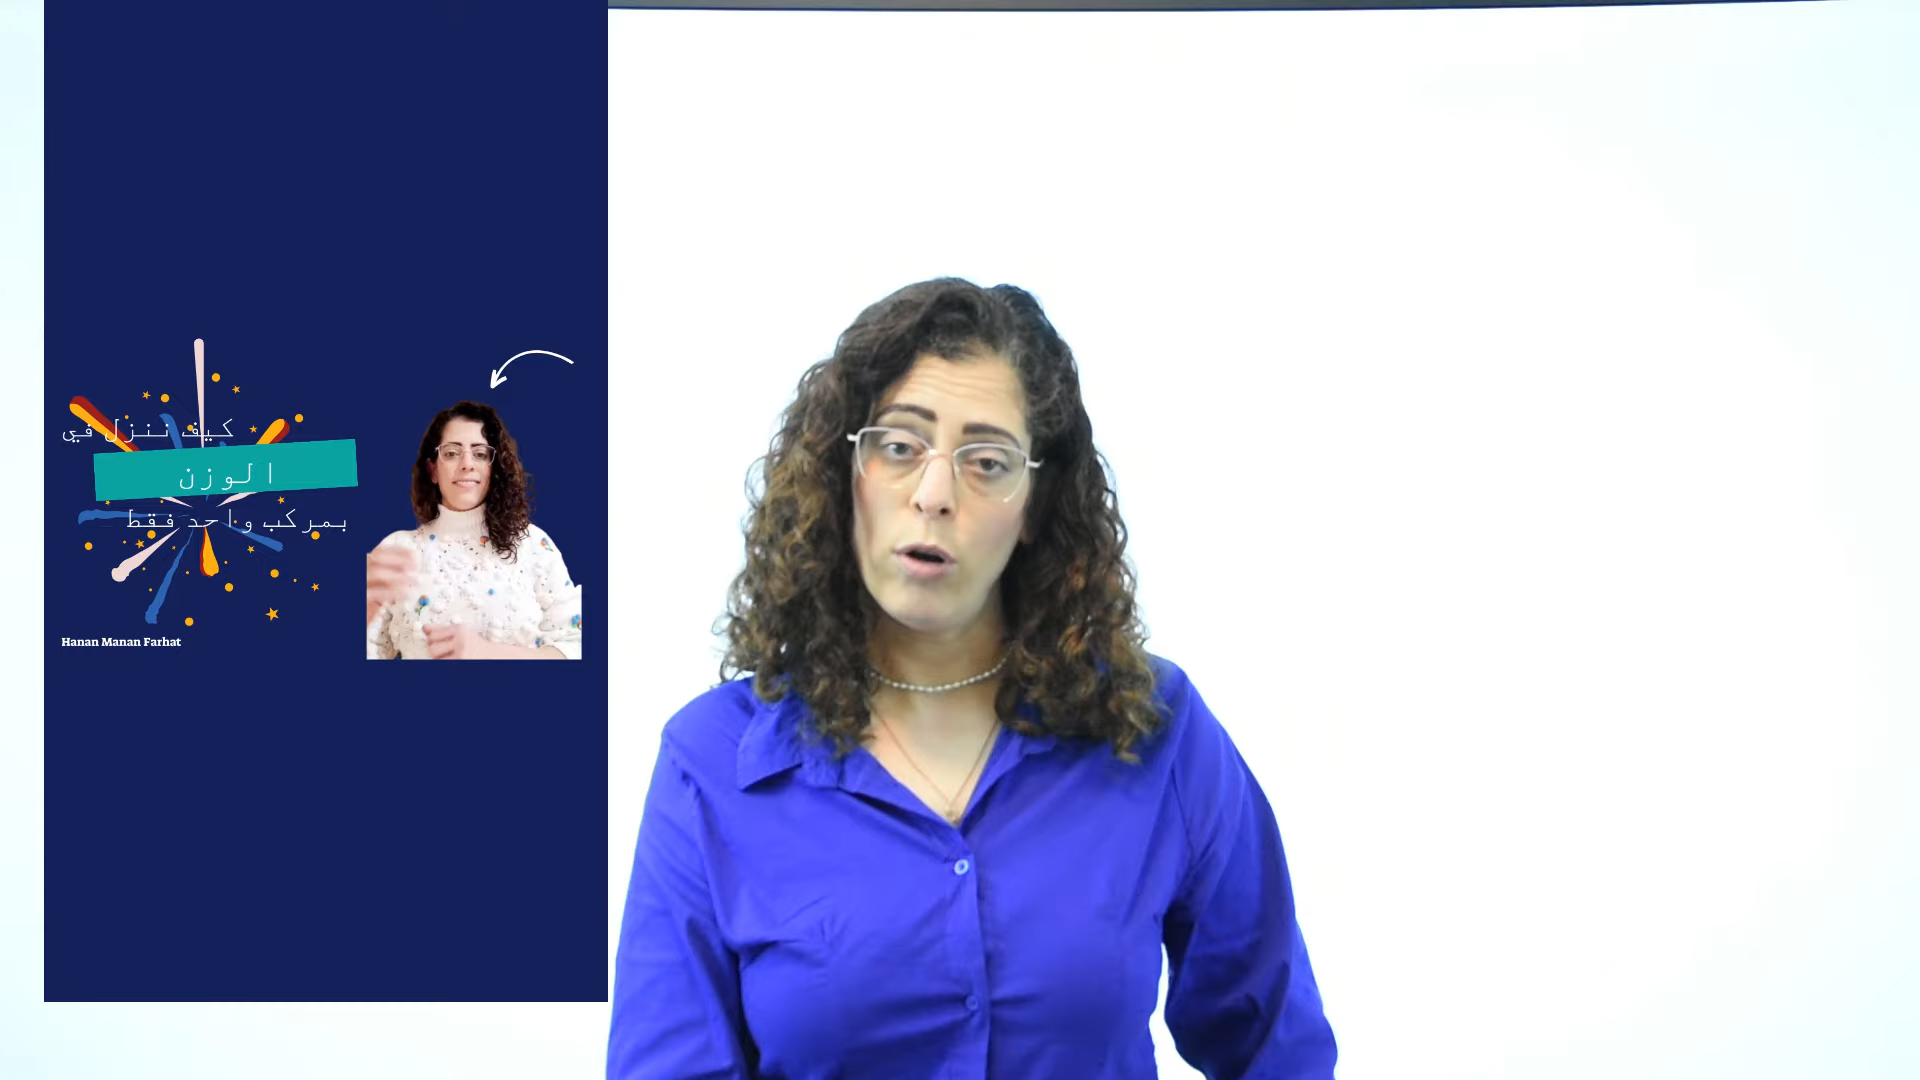 كيف ننزل في
الوزن
بمركب واحد فقط
Hanan Manan Farhat